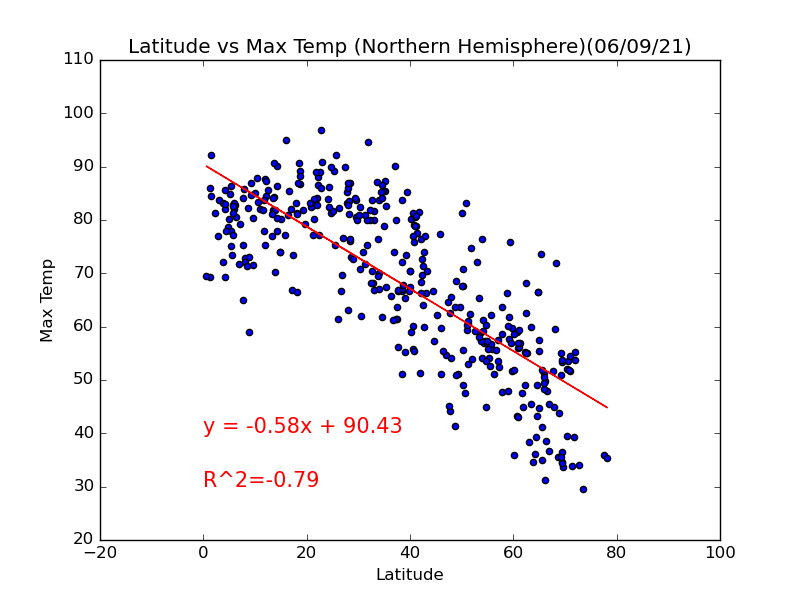 Latitude vs Max Temp (Northern Hemisphere)(06/09/21)
110
100
90
80
70
60
50
40
30
20
Max Temp
y = -0.58x + 90.43
R^2=-0.79
−20 0 20 40 60 80 100
Latitude